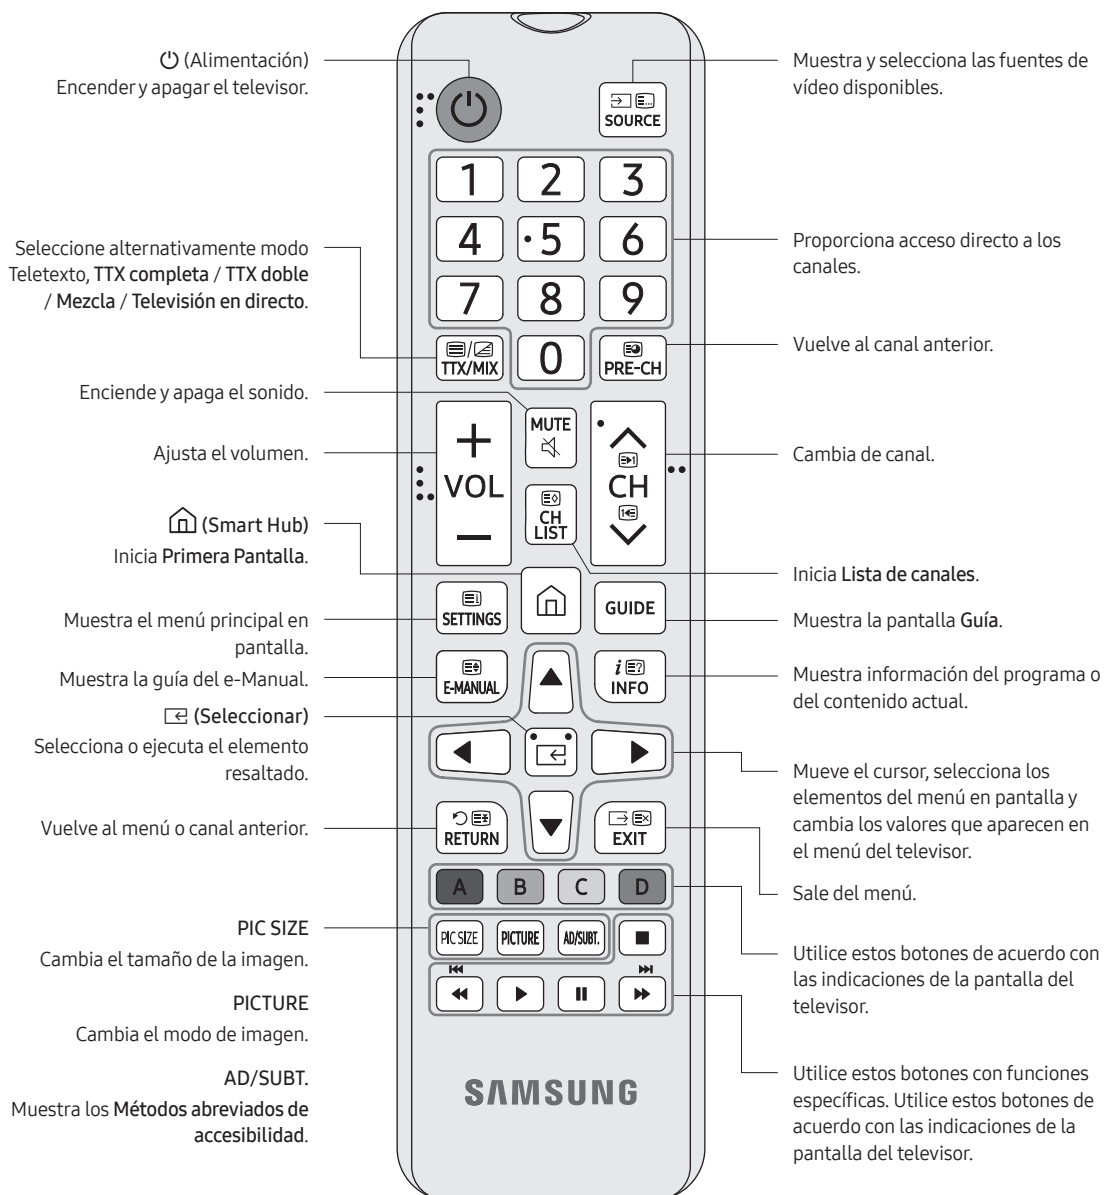 (Alimentación)
Encender y apagar el televisor.
Seleccione alternativamente modo
Teletexto, TTX completa / TTX doble
/ Mezcla / Televisión en directo.
Enciende y apaga el sonido.
Ajusta el volumen.
(Smart Hub)
Inicia Primera Pantalla.
Muestra el menú principal en
pantalla.
Muestra la guía del e-Manual.
(Seleccionar)
Selecciona o ejecuta el elemento
resaltado.
Vuelve al menú o canal anterior.
PIC SIZE
Cambia el tamaño de la imagen.
PICTURE
Cambia el modo de imagen.
AD/SUBT.
Muestra los Métodos abreviados de
accesibilidad.
SOURCE
1 2 3
4 5 6
7 8 9
TTX/MIX 0 PRE-CH
MUTE
VOL
CH
CH
LIST
SETTINGS
GUIDE
E-MANUAL
i
INFO
RETURN
EXIT
A B C D
PIC SIZE PICTURE AD/SUBT.
SAMSUNG
Muestra y selecciona las fuentes de
vídeo disponibles.
Proporciona acceso directo a los
canales.
Vuelve al canal anterior.
Cambia de canal.
Inicia Lista de canales.
Muestra la pantalla Guía.
Muestra información del programa o
del contenido actual.
Mueve el cursor, selecciona los
elementos del menú en pantalla y
cambia los valores que aparecen en
el menú del televisor.
Sale del menú.
Utilice estos botones de acuerdo con
las indicaciones de la pantalla del
televisor.
Utilice estos botones con funciones
específicas. Utilice estos botones de
acuerdo con las indicaciones de la
pantalla del televisor.